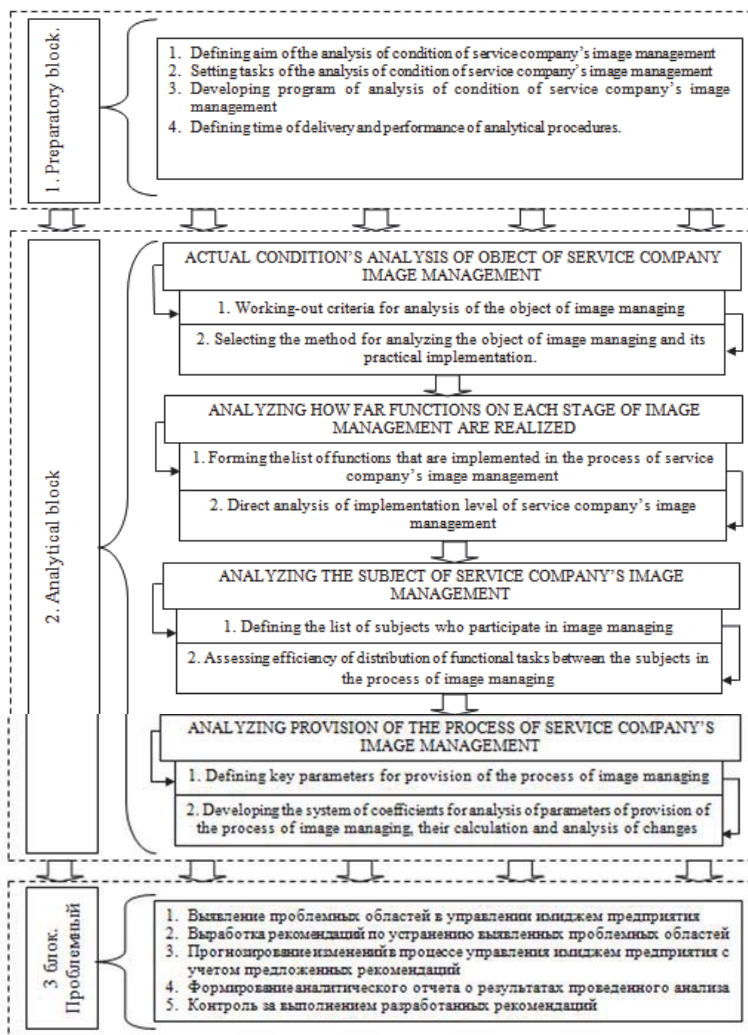 1. Preparatory block.
1. Defining aim of the analysis of condition of service company's image management
2. Setting tasks of the analysis of condition of service company's image management
3. Developing program of analysis of condition of service company's image
management
4. Defining time of delivery and performance of analytical procedures.
2. Analytical block
ACTUAL CONDITION'S ANALYSIS OF OBJECT OF SERVICE COMPANY
IMAGE MANAGEMENT
1. Working-out criteria for analysis of the object of image managing
2. Selecting the method for analyzing the object of image managing and its
practical implementation.
ANALYZING HOW FAR FUNCTIONS ON EACH STAGE OF IMAGE
MANAGEMENT ARE REALIZED
1. Forming the list of functions that are implemented in the process of service
company's image management
2. Direct analysis of implementation level of service company's image
management
ANALYZING THE SUBJECT OF SERVICE COMPANY'S IMAGE
MANAGEMENT
1. Defining the list of subjects who participate in image managing
2. Assessing efficiency of distribution of functional tasks between the subjects in
the process of image managing
ANALYZING PROVISION OF THE PROCESS OF SERVICE COMPANY'S
IMAGE MANAGEMENT
1. Defining key parameters for provision of the process of image managing
2. Developing the system of coefficients for analysis of parameters of provision of
the process of image managing, their calculation and analysis of changes
3 блок.
Проблемный
1. Выявление проблемных областей в управлении имиджем предприятия
2. Выработка рекомендаций по устранению выявленных проблемных областей
3. Прогнозирование изменений в процессе управления имиджем предприятия с
учетом предложенных рекомендаций
4. Формирование аналитического отчета о результатах проведенного анализа
5. Контроль за выполнением разработанных рекомендаций